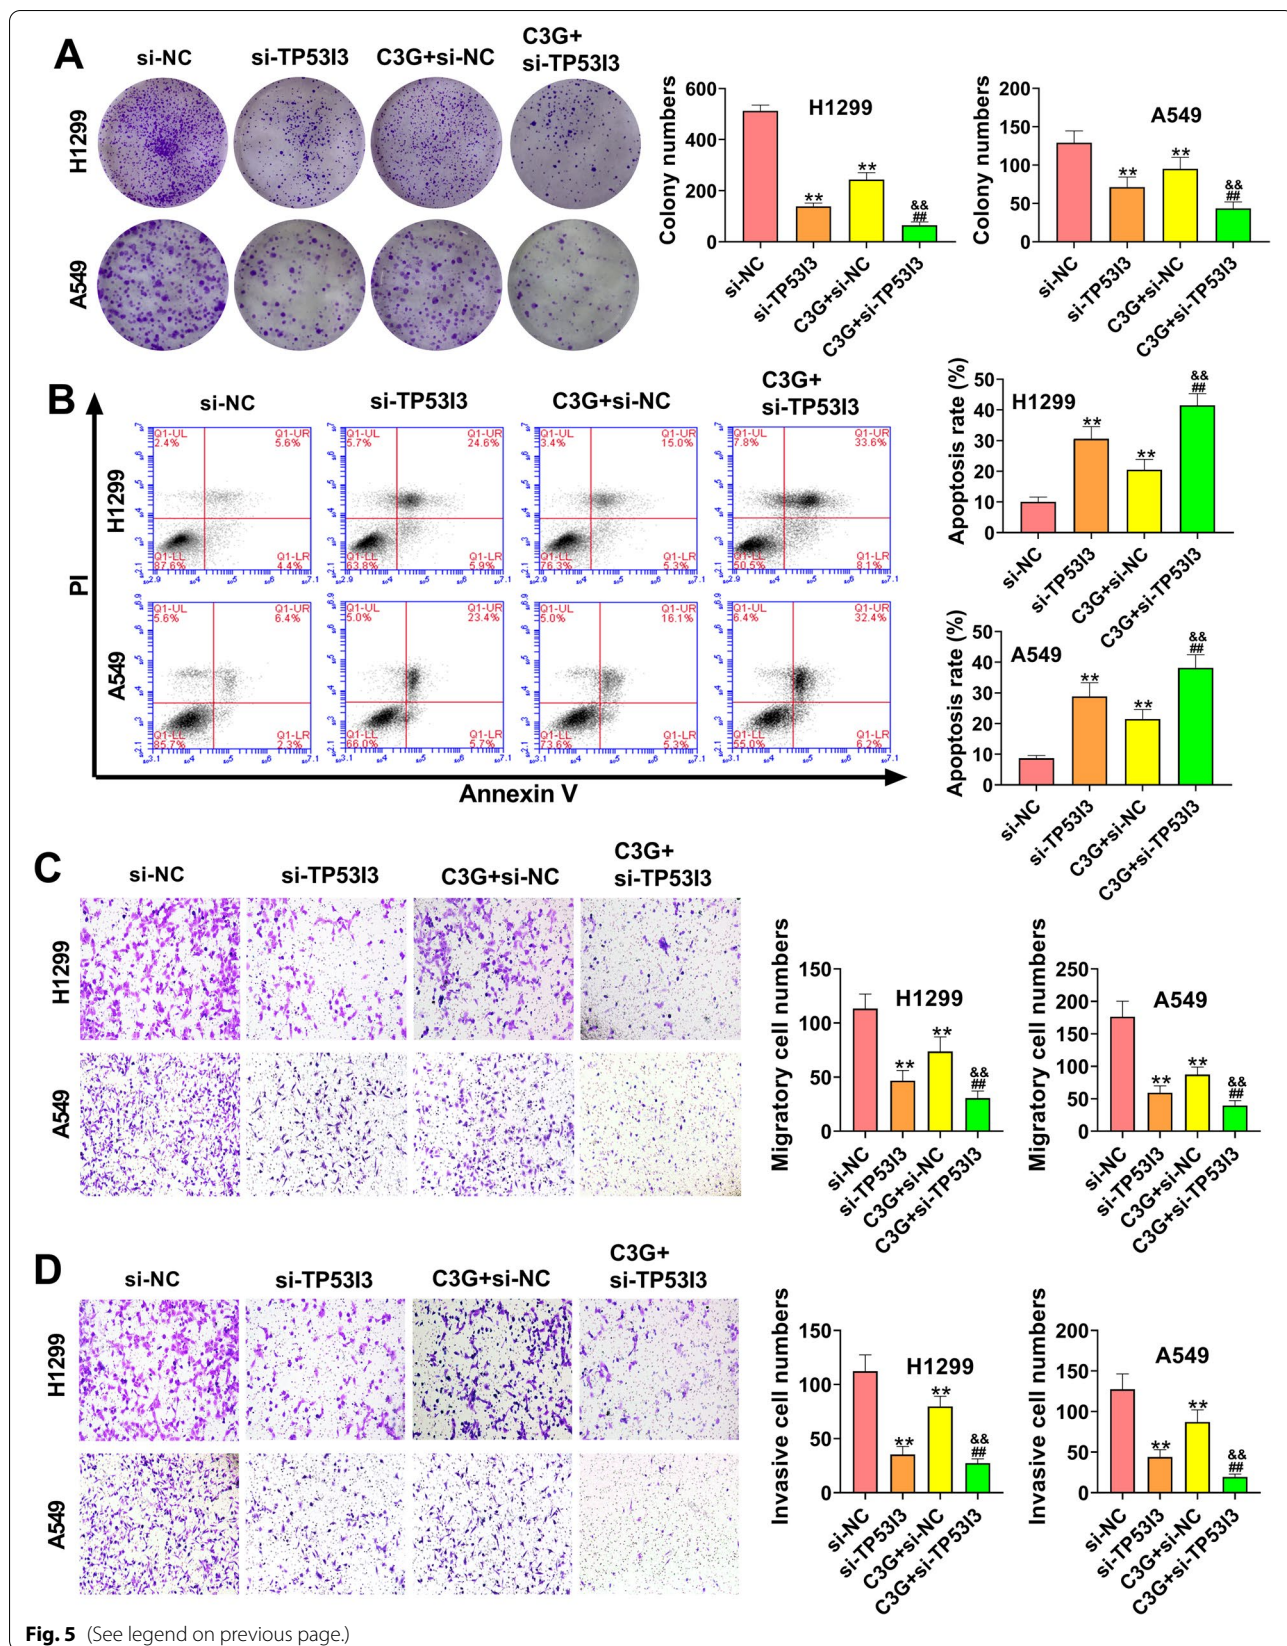 A
si-NC si-TP53I3 C3G+si-NC C3G+
si-TP53I3
H1299
A549
Colony numbers
600
400
200
0
H1299
**
**
&&
##
si-NC
si-TP53I3
C3G+si-NC
C3G+si-TP53I3
Colony numbers
200
150
100
50
0
A549
**
**
&&
##
si-NC
si-TP53I3
C3G+si-NC
C3G+si-TP53I3
B
si-NC si-TP53I3 C3G+si-NC C3G+
si-TP53I3
PI
H1299
Q1-UL Q1-UR
2.4% 5.6%
Q1-LL Q1-LR
87.6% 4.4%
Q1-UL Q1-UR
5.7% 24.6%
Q1-LL Q1-LR
63.8% 5.9%
Q1-UL Q1-UR
3.4% 15.0%
Q1-LL Q1-LR
76.3% 5.3%
Q1-UL Q1-UR
7.8% 33.6%
Q1-LL Q1-LR
50.5% 8.1%
A549
Q1-UL Q1-UR
5.6% 6.4%
Q1-LL Q1-LR
85.7% 2.3%
Q1-UL Q1-UR
5.0% 23.4%
Q1-LL Q1-LR
66.0% 5.7%
Q1-UL Q1-UR
5.0% 16.1%
Q1-LL Q1-LR
73.6% 5.3%
Q1-UL Q1-UR
6.4% 32.4%
Q1-LL Q1-LR
55.0% 6.2%
Annexin V
Apoptosis rate (%)
50
40
30
20
10
0
H1299
**
**
&&
##
si-NC
si-TP53I3
C3G+si-NC
C3G+si-TP53I3
Apoptosis rate (%)
50
40
30
20
10
0
A549
**
**
&&
##
si-NC
si-TP53I3
C3G+si-NC
C3G+si-TP53I3
C
si-NC si-TP53I3 C3G+si-NC C3G+
si-TP53I3
H1299
A549
Migratory cell numbers
150
100
50
0
H1299
**
**
&&
##
si-NC
si-TP53I3
C3G+si-NC
C3G+si-TP53I3
Migratory cell numbers
250
200
150
100
50
0
A549
**
**
&&
##
si-NC
si-TP53I3
C3G+si-NC
C3G+si-TP53I3
D
si-NC si-TP53I3 C3G+si-NC C3G+
si-TP53I3
H1299
A549
Invasive cell numbers
150
100
50
0
H1299
**
**
&&
##
si-NC
si-TP53I3
C3G+si-NC
C3G+si-TP53I3
Invasive cell numbers
200
150
100
50
0
A549
**
**
&&
##
si-NC
si-TP53I3
C3G+si-NC
C3G+si-TP53I3
Fig. 5 (See legend on previous page.)